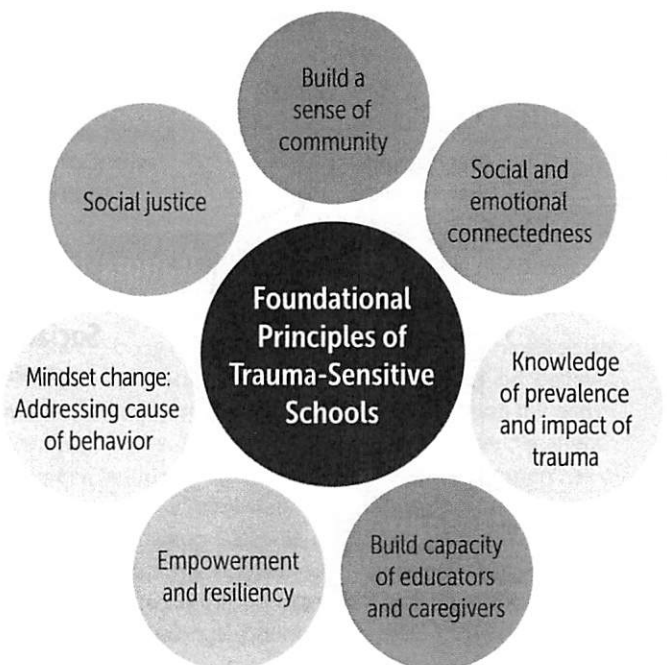 Build a
sense of
community
Social and
emotional
connectedness
Knowledge
of prevalence
and impact of
trauma
Build capacity
of educators
and caregivers
Empowerment
and resiliency
Mindset change:
Addressing cause
of behavior
Social justice
Foundational
Principles of
Trauma-Sensitive
Schools